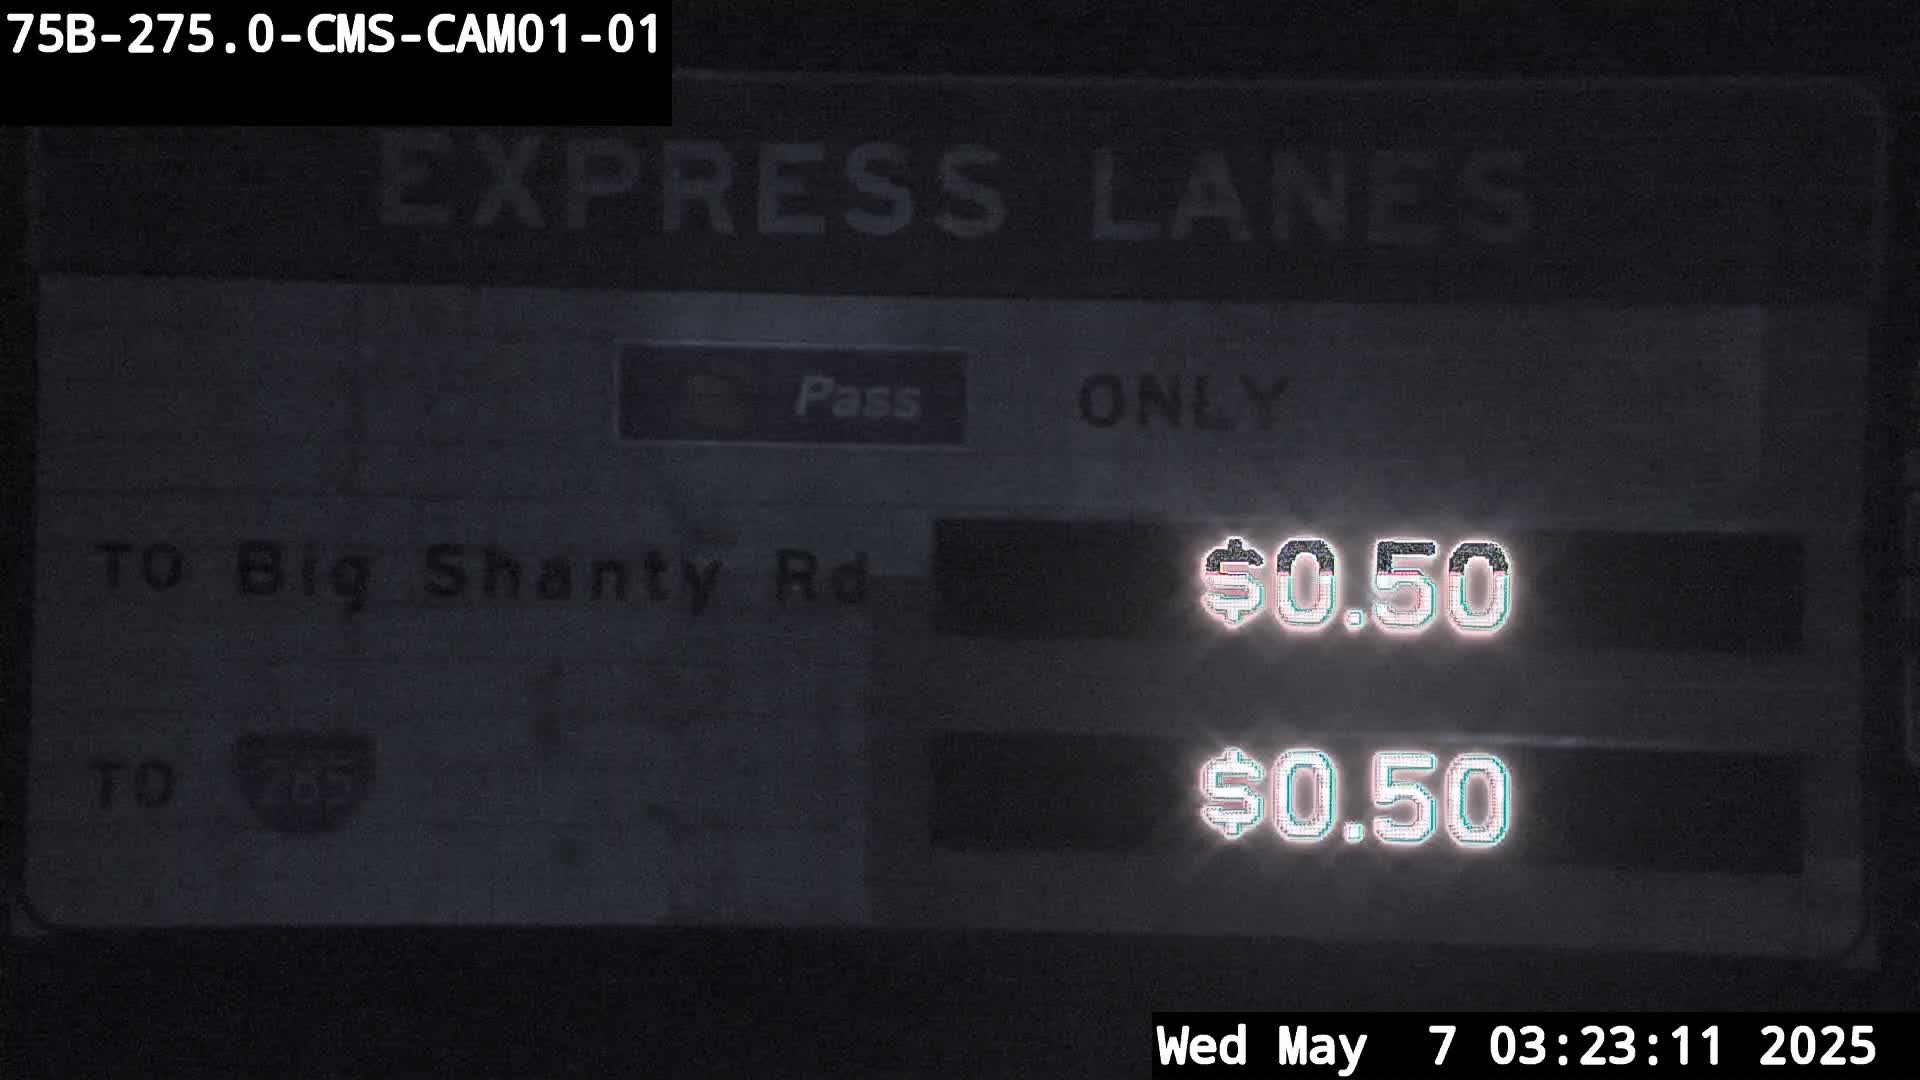 75B-275.0-CMS-CAM01-01
EXPRESS LANES
Pass ONLY
TO Big Shanty Rd $0.50
TO 285 $0.50
Wed May 7 03:23:11 2025